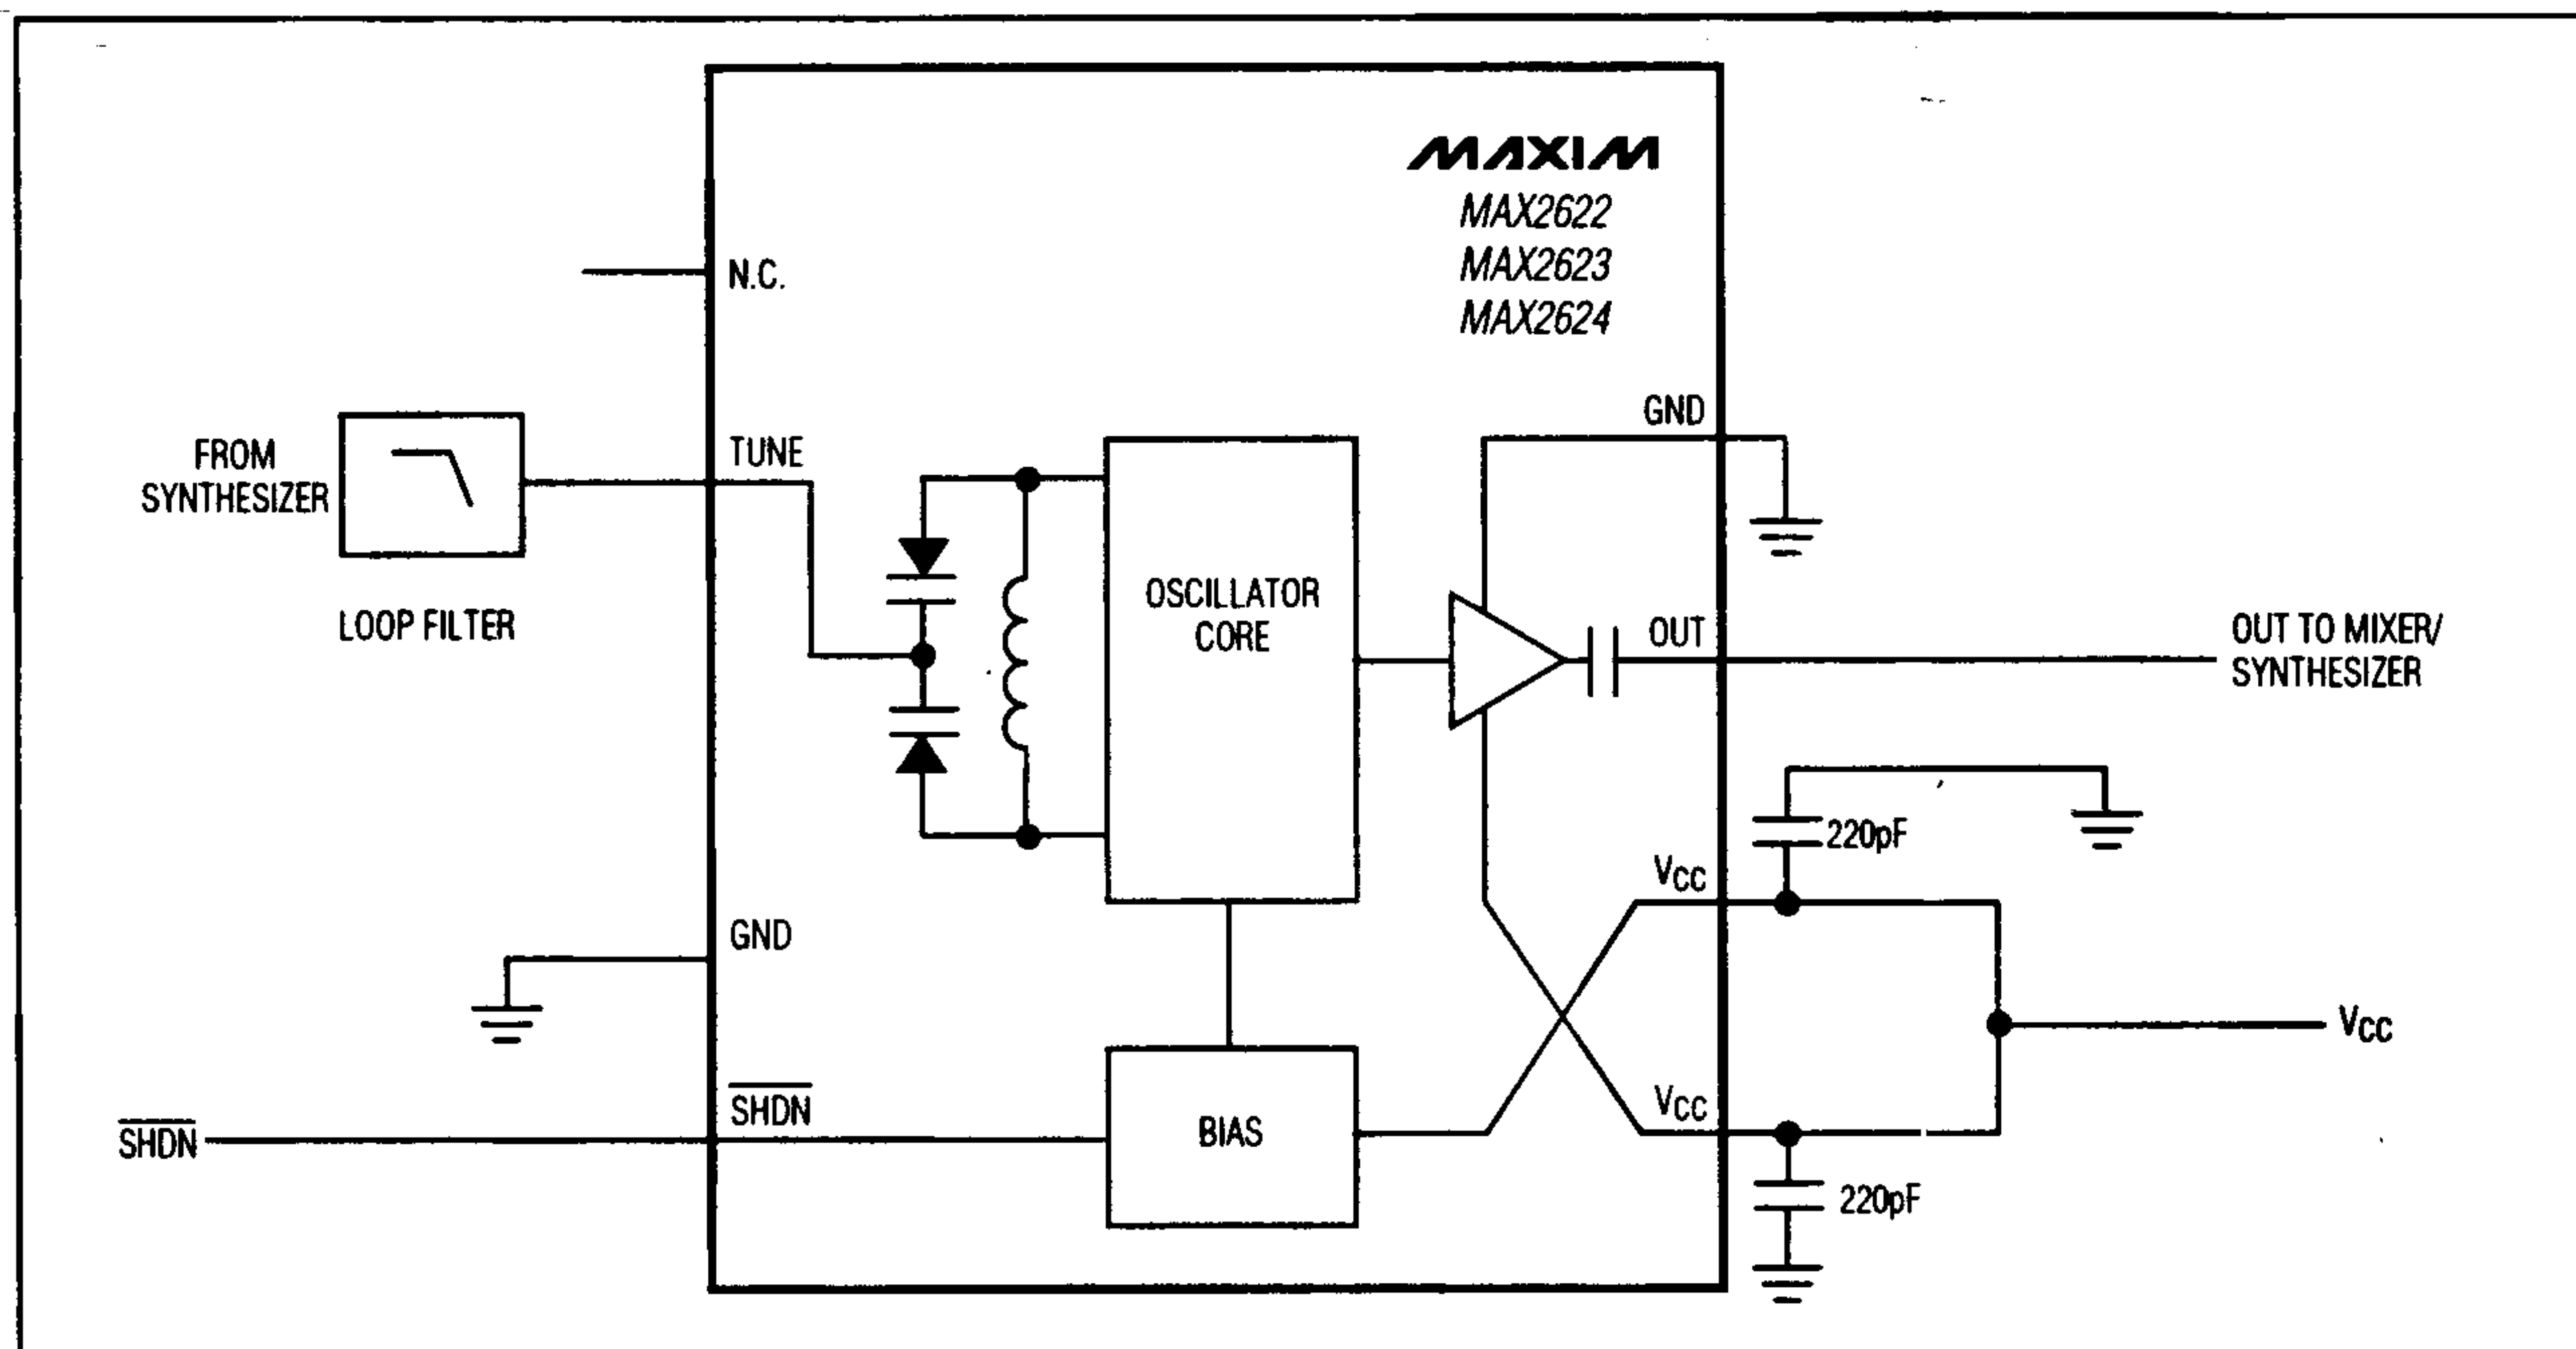 MAXIM
MAX2622
MAX2623
MAX2624
N.C.
GND
FROM
SYNTHESIZER
TUNE
LOOP FILTER
OSCILLATOR
CORE
OUT
OUT TO MIXER/
SYNTHESIZER
220pF
VCC
GND
VCC
SHDN
SHDN
BIAS
VCC
220pF